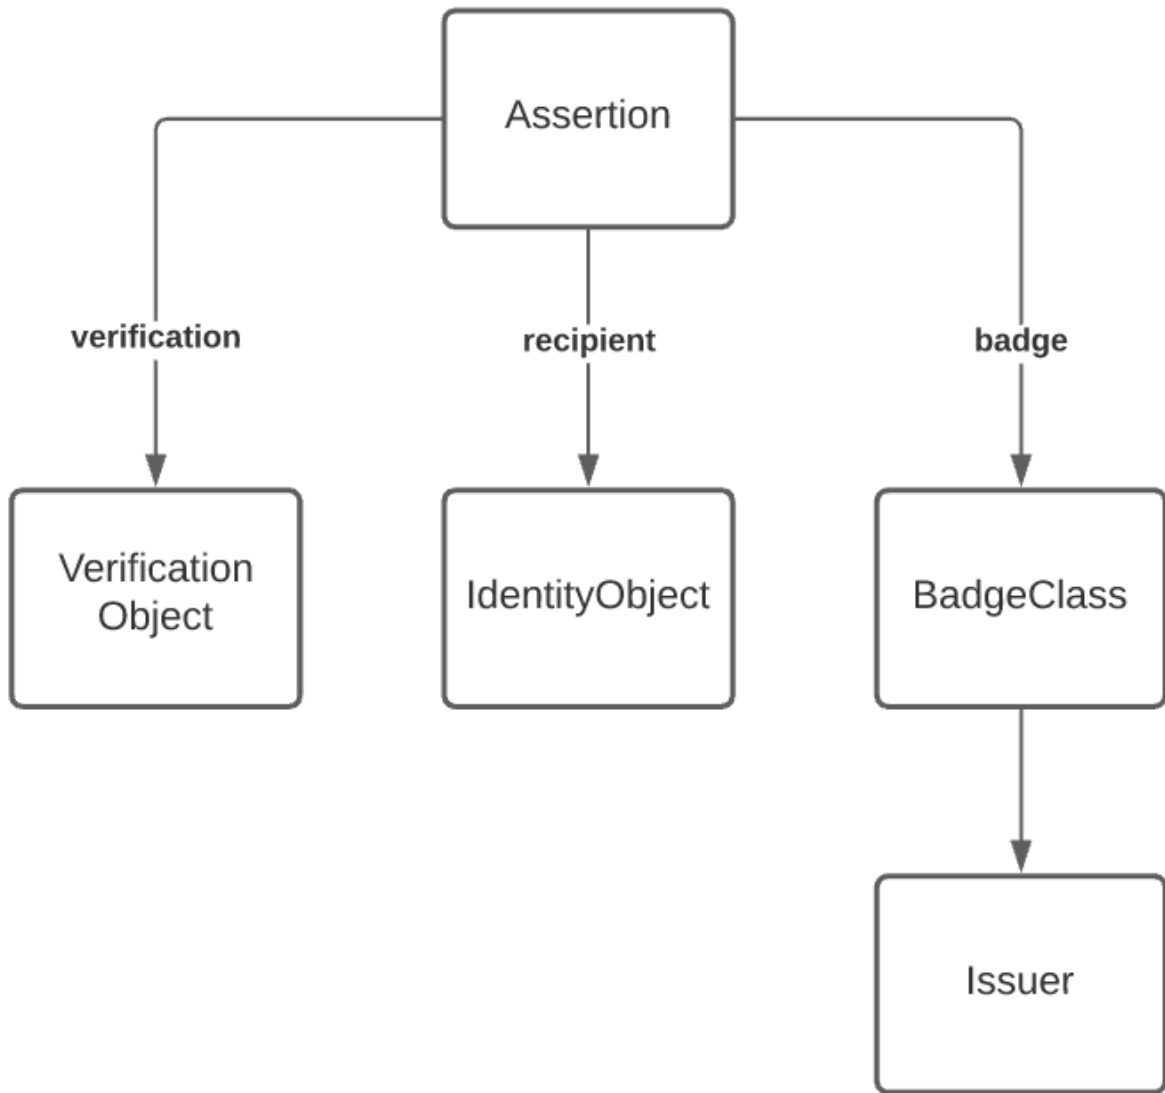 Assertion
verification
recipient
badge
Verification
Object
IdentityObject
BadgeClass
Issuer